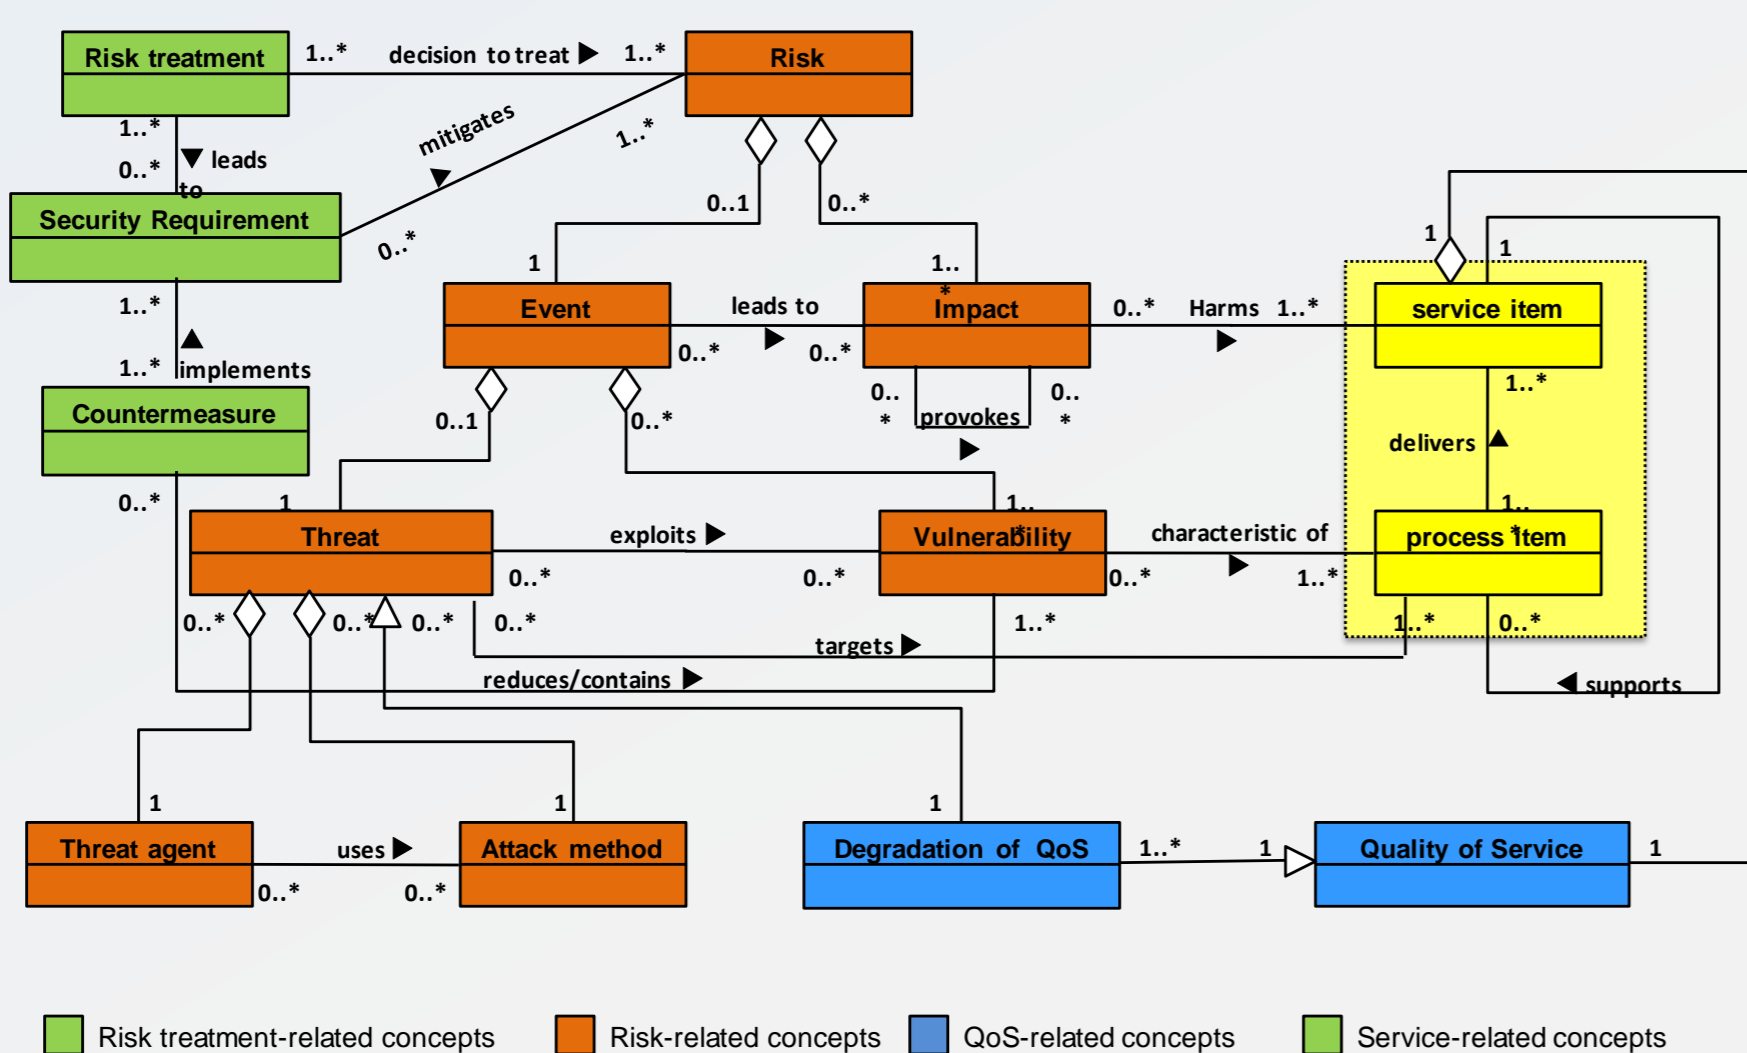 Risk treatment
1..*
decision to treat
1..*
Risk
1..*
0..*
leads
to
mitigates
1..*
Security Requirement
0..*
0..1
0..*
1
1
1..*
implements
1..*
1
1..
*
Event
leads to
0..*
0..*
Impact
0..*
Harms
1..*
service item
Countermeasure
0..1
0..*
0..
*
provokes
0..
*
1..*
delivers
0..*
1
1..
*
1..
*
Threat
exploits
0..*
0..*
Vulnerability
characteristic of
0..*
1..*
process item
0..*
0..*
0..*
0..*
targets
1..*
1..*
0..*
reduces/contains
supports
1
1
1
Threat agent
uses
0..*
0..*
Attack method
Degradation of QoS
1..*
1
Quality of Service
1
Risk treatment-related concepts
Risk-related concepts
QoS-related concepts
Service-related concepts